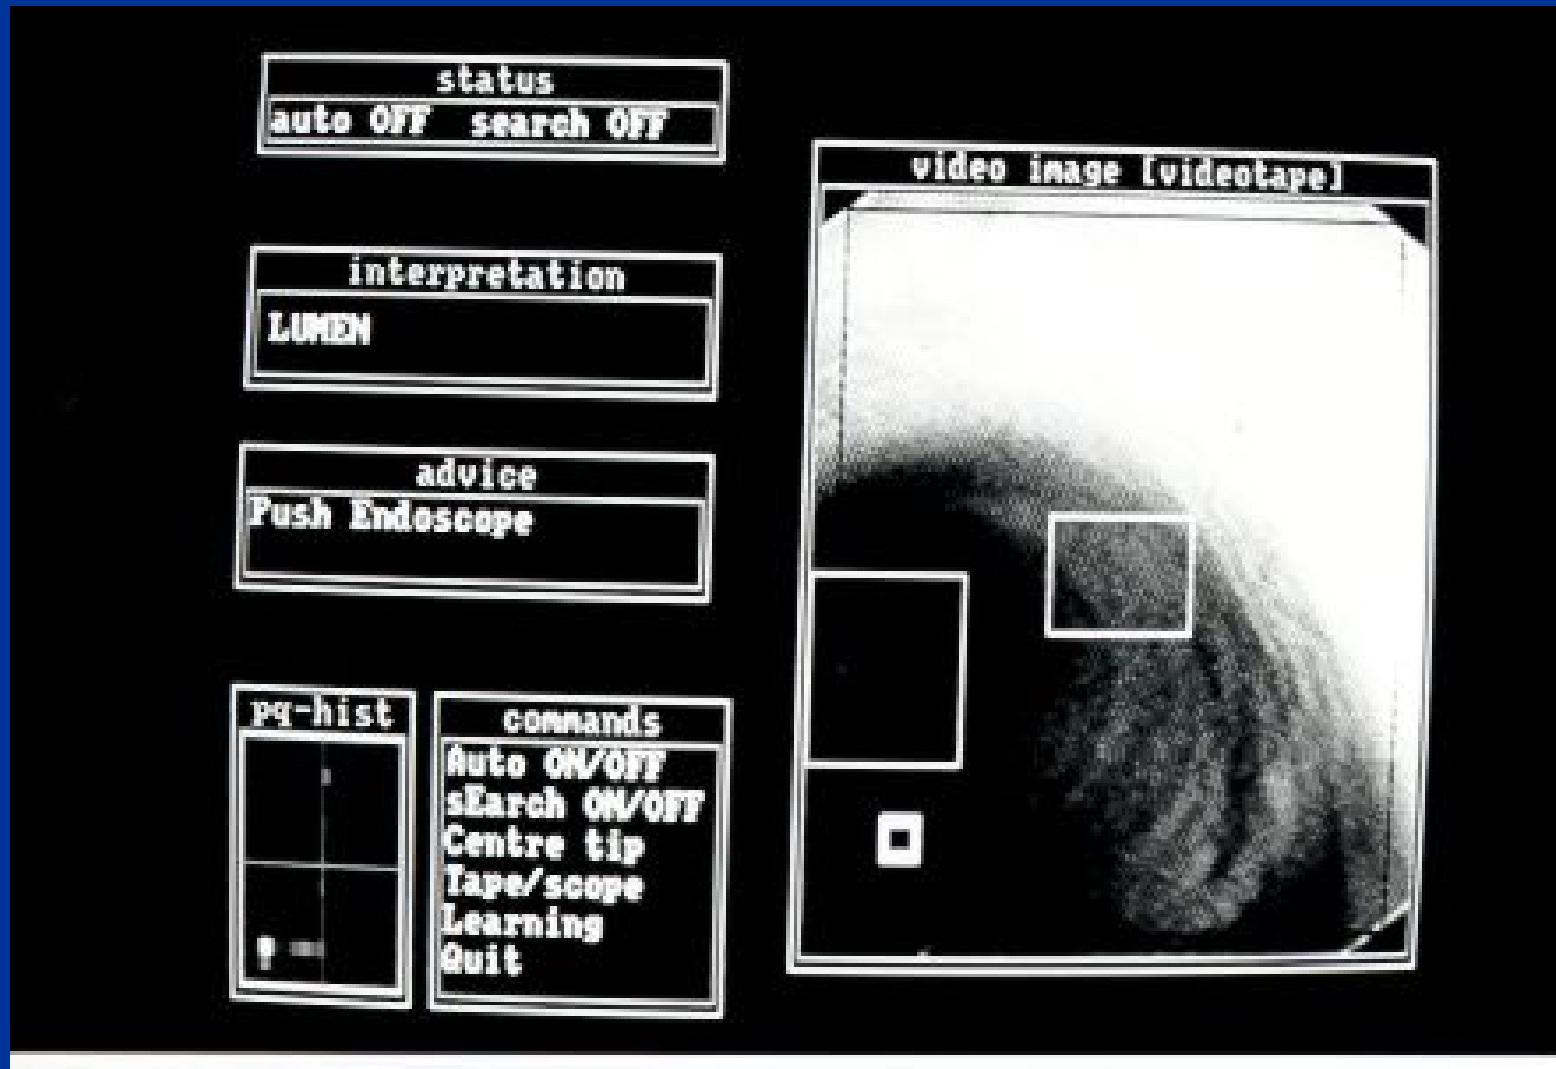 status
auto OFF search OFF
video image [videotape]
interpretation
LUMEN
advice
Push Endoscope
pq-hist
commands
Auto ON/OFF
sEarch ON/OFF
Centre tip
Tape/scope
Learning
Quit